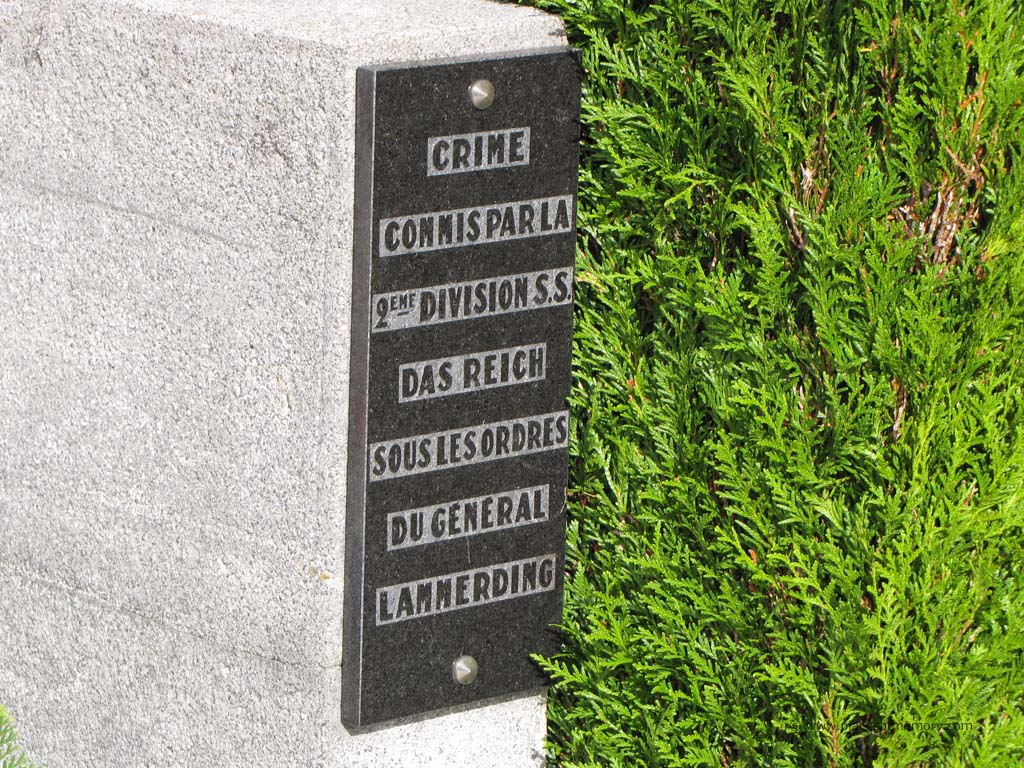 CRIME
COMMIS PAR LA
2EME DIVISION S.S.
DAS REICH
SOUS LES ORDRES
DU GÉNÉRAL
LAMMERDING